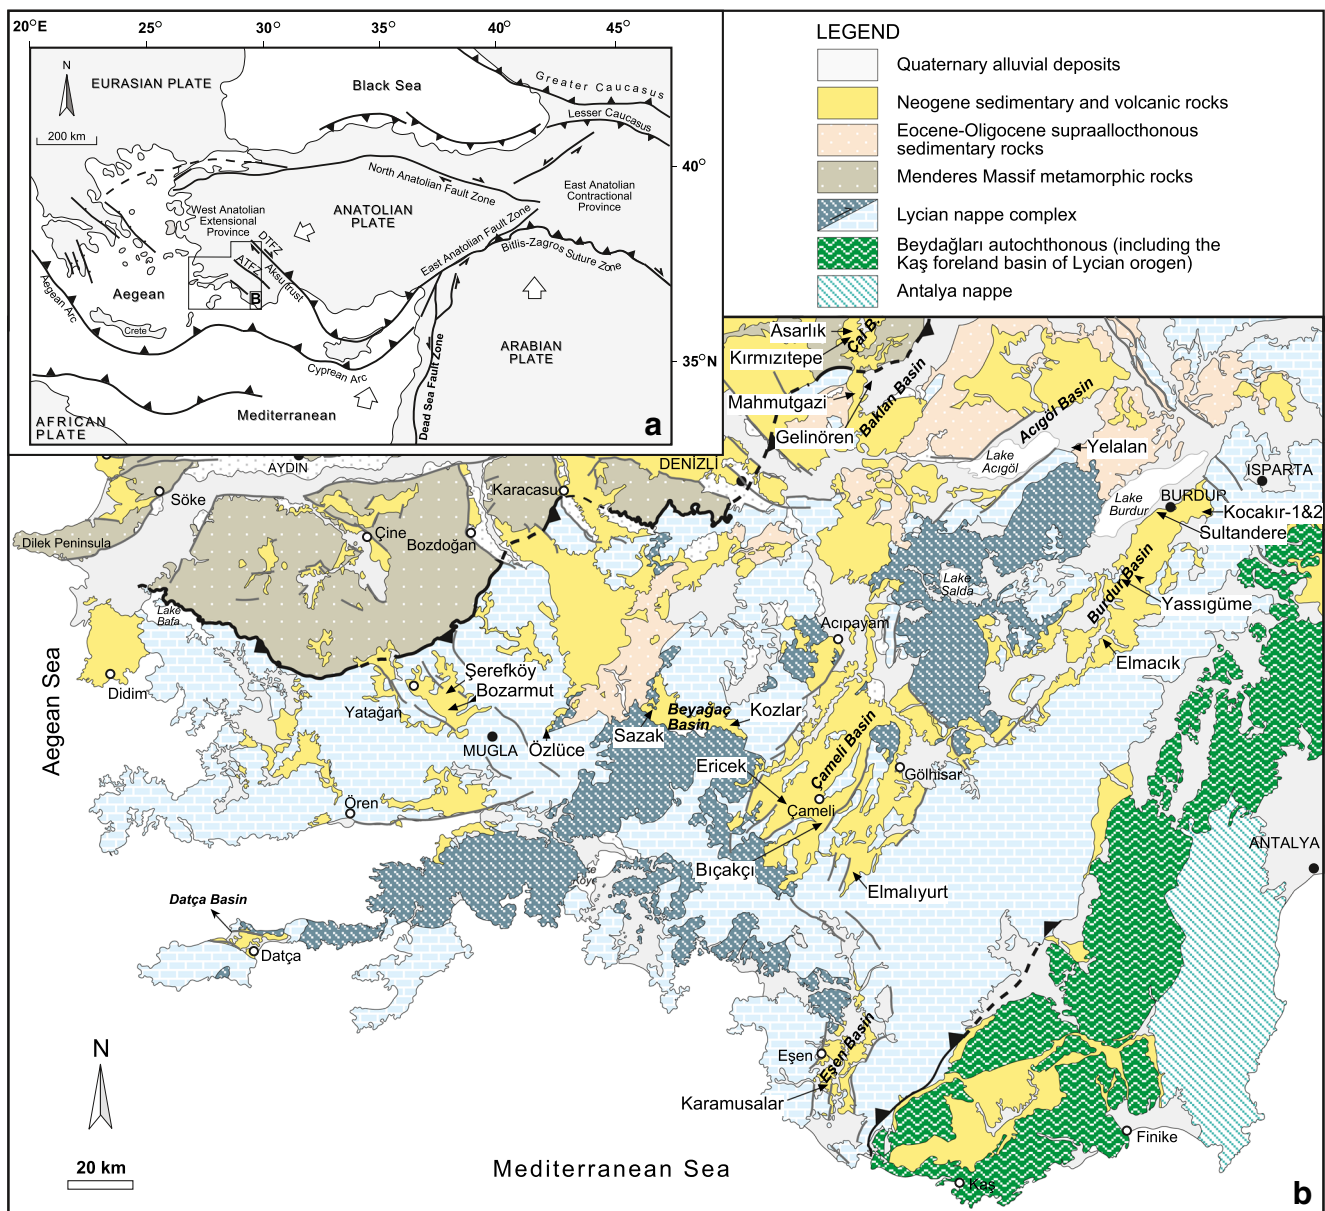 20°E
25°
30°
35°
40°
45°
N
EURASIAN PLATE
Black Sea
Greater Caucasus
Lesser Caucasus
200 km
40°
North Anatolian Fault Zone
East Anatolian
Contractional
Province
West Anatolian
Extensional
Province
ANATOLIAN
PLATE
DTFZ
ATFZ
Aksu trust
East Anatolian Fault Zone
Bitlis-Zagros Suture Zone
B
Aegean
Aegean Arc
Crete
Cyprean Arc
ARABIAN
PLATE
35°N
Dead Sea Fault Zone
Mediterranean
AFRICAN
PLATE
a
LEGEND
Quaternary alluvial deposits
Neogene sedimentary and volcanic rocks
Eocene-Oligocene supraallocthonous
sedimentary rocks
Menderes Massif metamorphic rocks
Lycian nappe complex
Beydağları autochthonous (including the
Kaş foreland basin of Lycian orogen)
Antalya nappe
Asarlık
Çal B.
Kırmızıtepe
Mahmutgazi
Baklan Basin
Gelinören
Acıgöl Basin
Lake
Acıgöl
Yelalan
DENİZLİ
AYDIN
ISPARTA
Söke
Karacasu
Lake
Burdur
BURDUR
Kocakır-1&2
Sultandere
Dilek Peninsula
Çine
Bozdoğan
Lake
Salda
Burdur Basin
Yassıgüme
Lake
Bafa
Acıpayam
Elmacık
Aegean Sea
Didim
Şerefköy
Bozarmut
Yatağan
Beyağaç
Basin
Kozlar
Sazak
MUGLA
Özlüce
Çameli Basin
Ericek
Gölhisar
Ören
Çameli
Bıçakçı
Elmalıyurt
ANTALYA
Datça Basin
Datça
Eşen
Eşen Basin
Karamusalar
N
20 km
Mediterranean Sea
Finike
Kaş
b